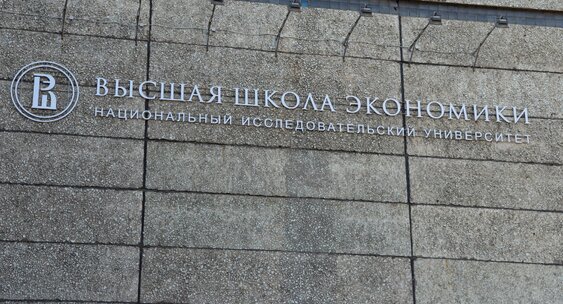 ВЫСШАЯ ШКОЛА ЭКОНОМИКИ
НАЦИОНАЛЬНЫЙ ИССЛЕДОВАТЕЛЬСКИЙ УНИВЕРСИТЕТ